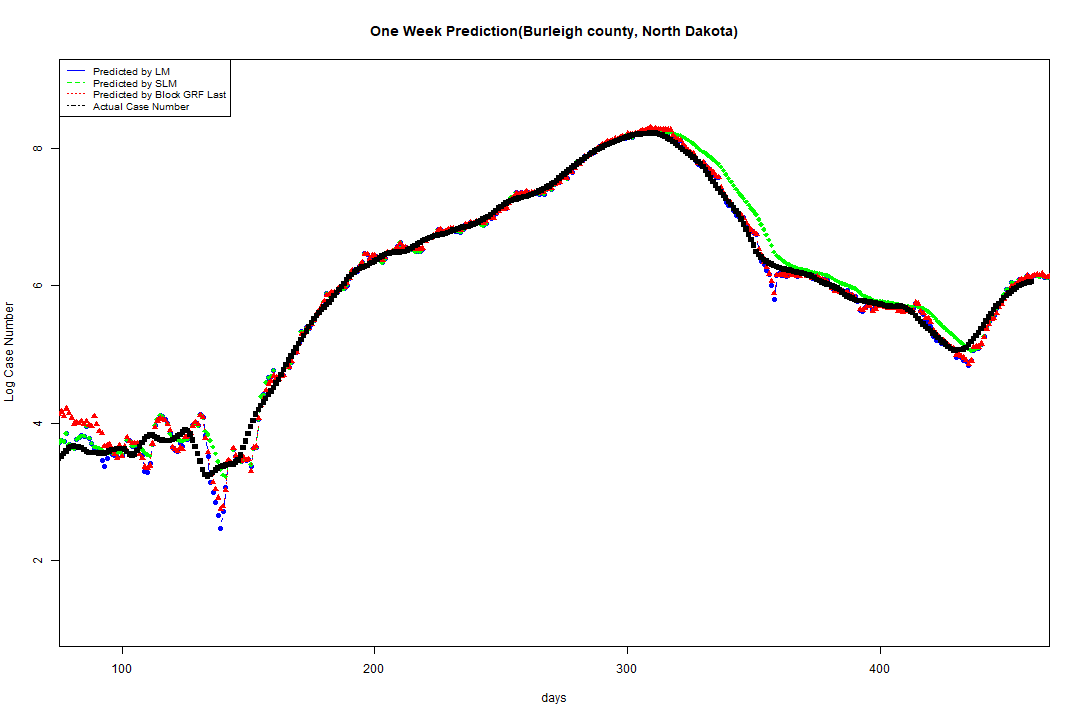 One Week Prediction(Burleigh county, North Dakota)
Predicted by LM
Predicted by SLM
Predicted by Block GRF Last
Actual Case Number
8
6
4
2
Log Case Number
100 200 300 400
days